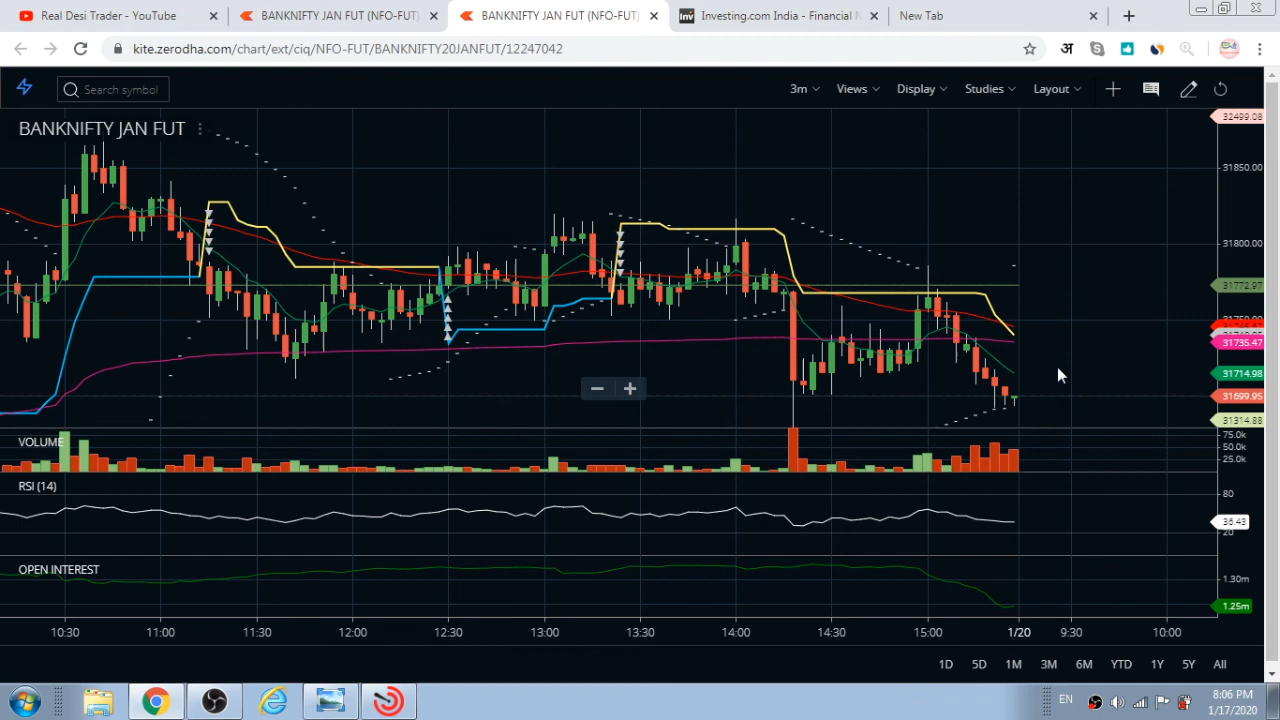 Real Desi Trader - YouTube
BANKNIFTY JAN FUT (NFO-FUT)
BANKNIFTY JAN FUT (NFO-FUT)
Investing.com India - Financial N
New Tab
kite.zerodha.com/chart/ext/ciq/NFO-FUT/BANKNIFTY20JANFUT/12247042
अ
Search symbol
3m
Views
Display
Studies
Layout
BANKNIFTY JAN FUT
32499.08
31850.00
31800.00
31772.97
31750.00
31735.47
31714.98
31699.95
31314.88
VOLUME
75.0k
50.0k
25.0k
RSI (14)
80
36.43
20
OPEN INTEREST
1.30m
1.25m
10:30 11:00 11:30 12:00 12:30 13:00 13:30 14:00 14:30 15:00 1/20 9:30 10:00
1D 5D 1M 3M 6M YTD 1Y 5Y All
EN
8:06 PM
1/17/2020